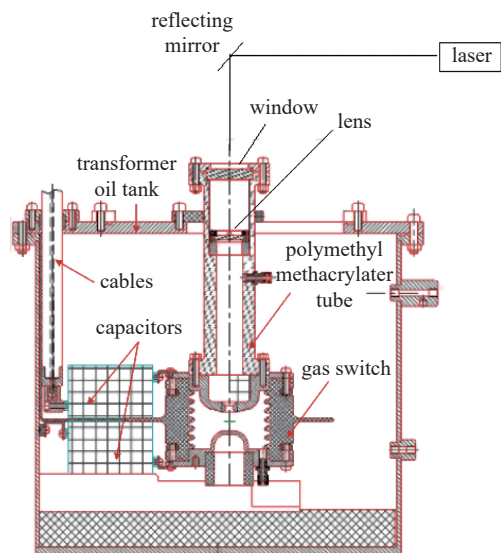 reflecting
mirror
laser
window
lens
transformer
oil tank
polymethyl
methacrylater
tube
cables
capacitors
gas switch